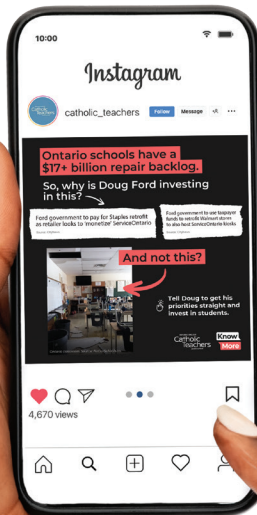 10:00
Instagram
catholic_teachers
Follow
Message
Ontario schools have a
$17+ billion repair backlog.
So, why is Doug Ford investing
in this?
Ford government to pay for Staples retrofit
as retailer looks to 'monetize' ServiceOntario
Ford government to use taxpayer
funds to retrofit Walmart stores
to also host ServiceOntario kiosks
And not this?
Tell Doug to get his
priorities straight and
invest in students.
Catholic
Teachers
Know
More
4,670 views